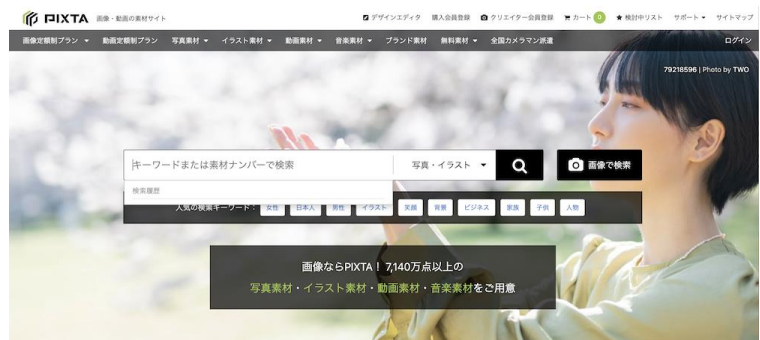 PIXTA 画像・動画の素材サイト デザインエディタ 購入会員登録 クリエイター会員登録 カート 0 検討中リスト サポート サイトマップ
画像定額制プラン 動画定額制プラン 写真素材 イラスト素材 動画素材 音楽素材 ブランド素材 無料素材 全国カメラマン派遣 ログイン
79218596 | Photo by TWO
キーワードまたは素材ナンバーで検索 写真・イラスト 画像で検索
検索履歴
人気の検索キーワード: 女性 日本人 男性 イラスト 笑顔 背景 ビジネス 家族 子供 人物
画像ならPIXTA! 7,140万点以上の
写真素材・イラスト素材・動画素材・音楽素材をご用意